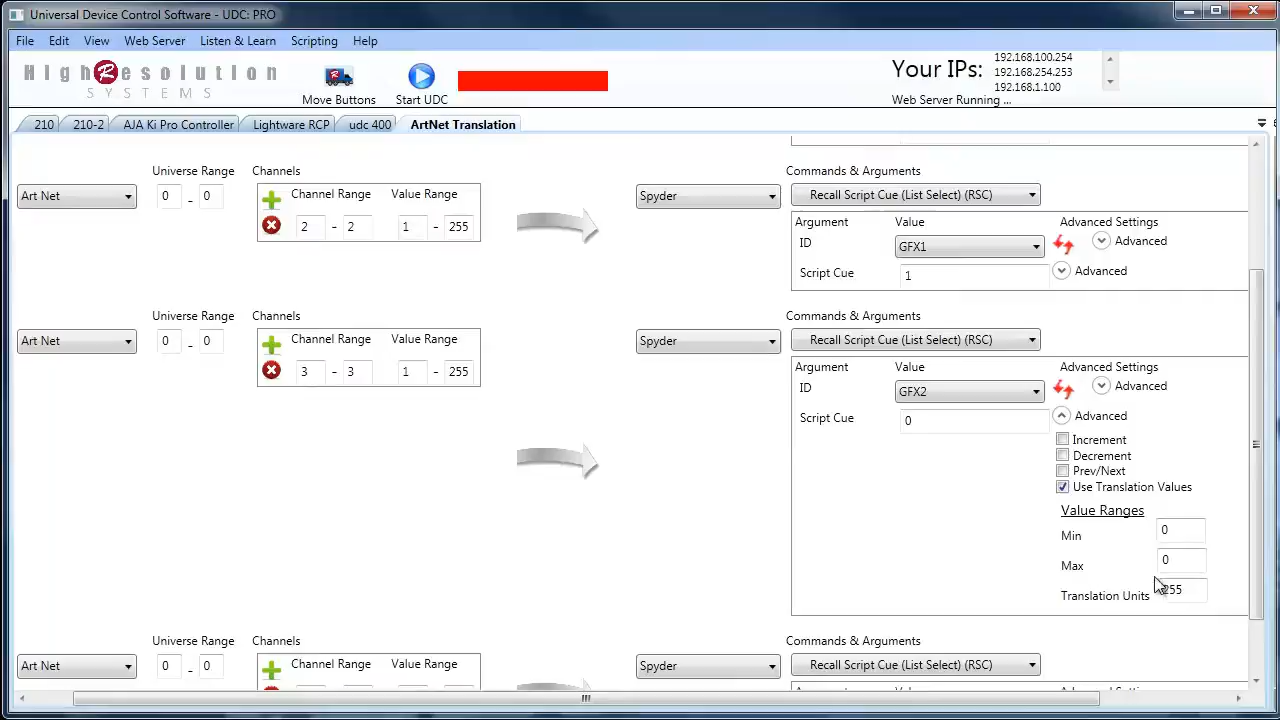 Universal Device Control Software - UDC: PRO
File Edit View Web Server Listen & Learn Scripting Help
HighResolution
SYSTEMS
Move Buttons
Start UDC
Your IPs:
192.168.100.254
192.168.254.253
192.168.1.100
Web Server Running ...
210 210-2 AJA Ki Pro Controller Lightware RCP udc 400 ArtNet Translation
Universe Range Channels Commands & Arguments
Art Net 0 - 0 Channel Range Value Range Spyder Recall Script Cue (List Select) (RSC)
2 - 2 1 - 255
Argument Value Advanced Settings
ID GFX1 Advanced
Script Cue 1 Advanced
Universe Range Channels Commands & Arguments
Art Net 0 - 0 Channel Range Value Range Spyder Recall Script Cue (List Select) (RSC)
3 - 3 1 - 255
Argument Value Advanced Settings
ID GFX2 Advanced
Script Cue 0 Advanced
Increment
Decrement
Prev/Next
Use Translation Values
Value Ranges
Min 0
Max 0
Translation Units 255
Universe Range Channels Commands & Arguments
Art Net 0 - 0 Channel Range Value Range Spyder Recall Script Cue (List Select) (RSC)